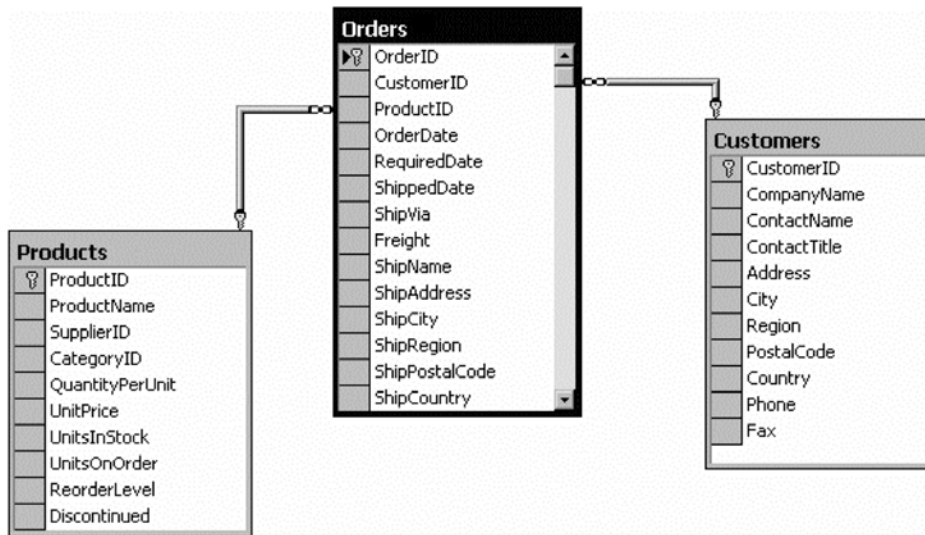 Orders
OrderID
CustomerID
ProductID
OrderDate
RequiredDate
ShippedDate
ShipVia
Freight
ShipName
ShipAddress
ShipCity
ShipRegion
ShipPostalCode
ShipCountry
Products
ProductID
ProductName
SupplierID
CategoryID
QuantityPerUnit
UnitPrice
UnitsInStock
UnitsOnOrder
ReorderLevel
Discontinued
Customers
CustomerID
CompanyName
ContactName
ContactTitle
Address
City
Region
PostalCode
Country
Phone
Fax